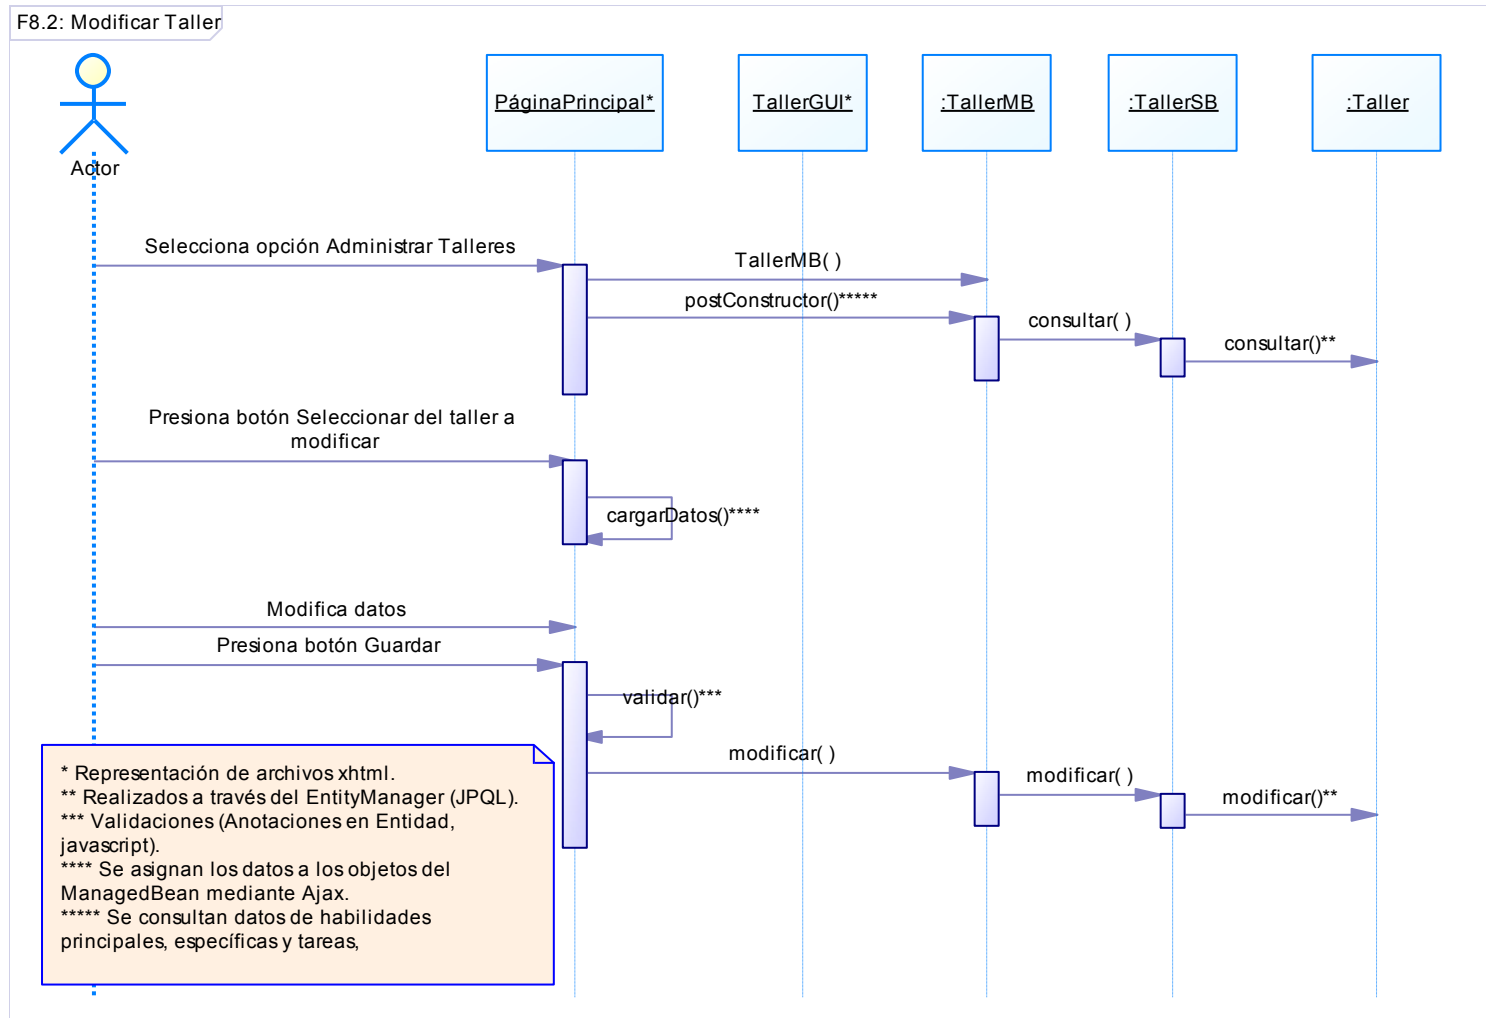 F8.2: Modificar Taller
PáginaPrincipal*
TallerGUI*
:TallerMB
:TallerSB
:Taller
Actor
Selecciona opción Administrar Talleres
TallerMB( )
postConstructor()*****
consultar( )
consultar()**
Presiona botón Seleccionar del taller a
modificar
cargarDatos()****
Modifica datos
Presiona botón Guardar
validar()***
modificar( )
modificar( )
modificar()**
* Representación de archivos xhtml.
** Realizados a través del EntityManager (JPQL).
*** Validaciones (Anotaciones en Entidad,
javascript).
**** Se asignan los datos a los objetos del
ManagedBean mediante Ajax.
***** Se consultan datos de habilidades
principales, específicas y tareas,